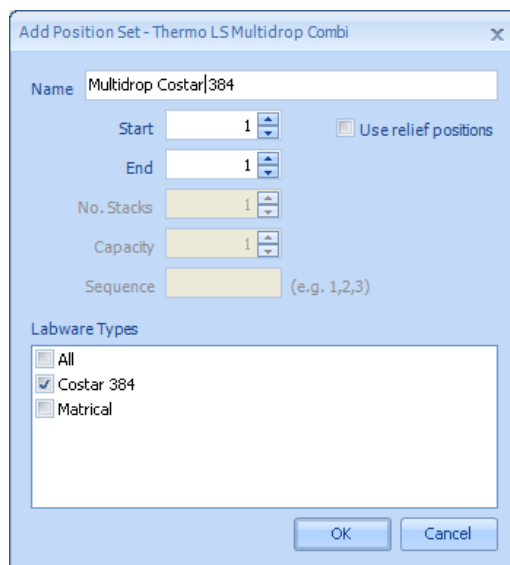 Add Position Set - Thermo LS Multidrop Combi x
Name Multidrop Costar 384
Start 1 Use relief positions
End 1
No. Stacks 1
Capacity 1
Sequence (e.g. 1,2,3)
Labware Types
All
Costar 384
Matrical
OK Cancel